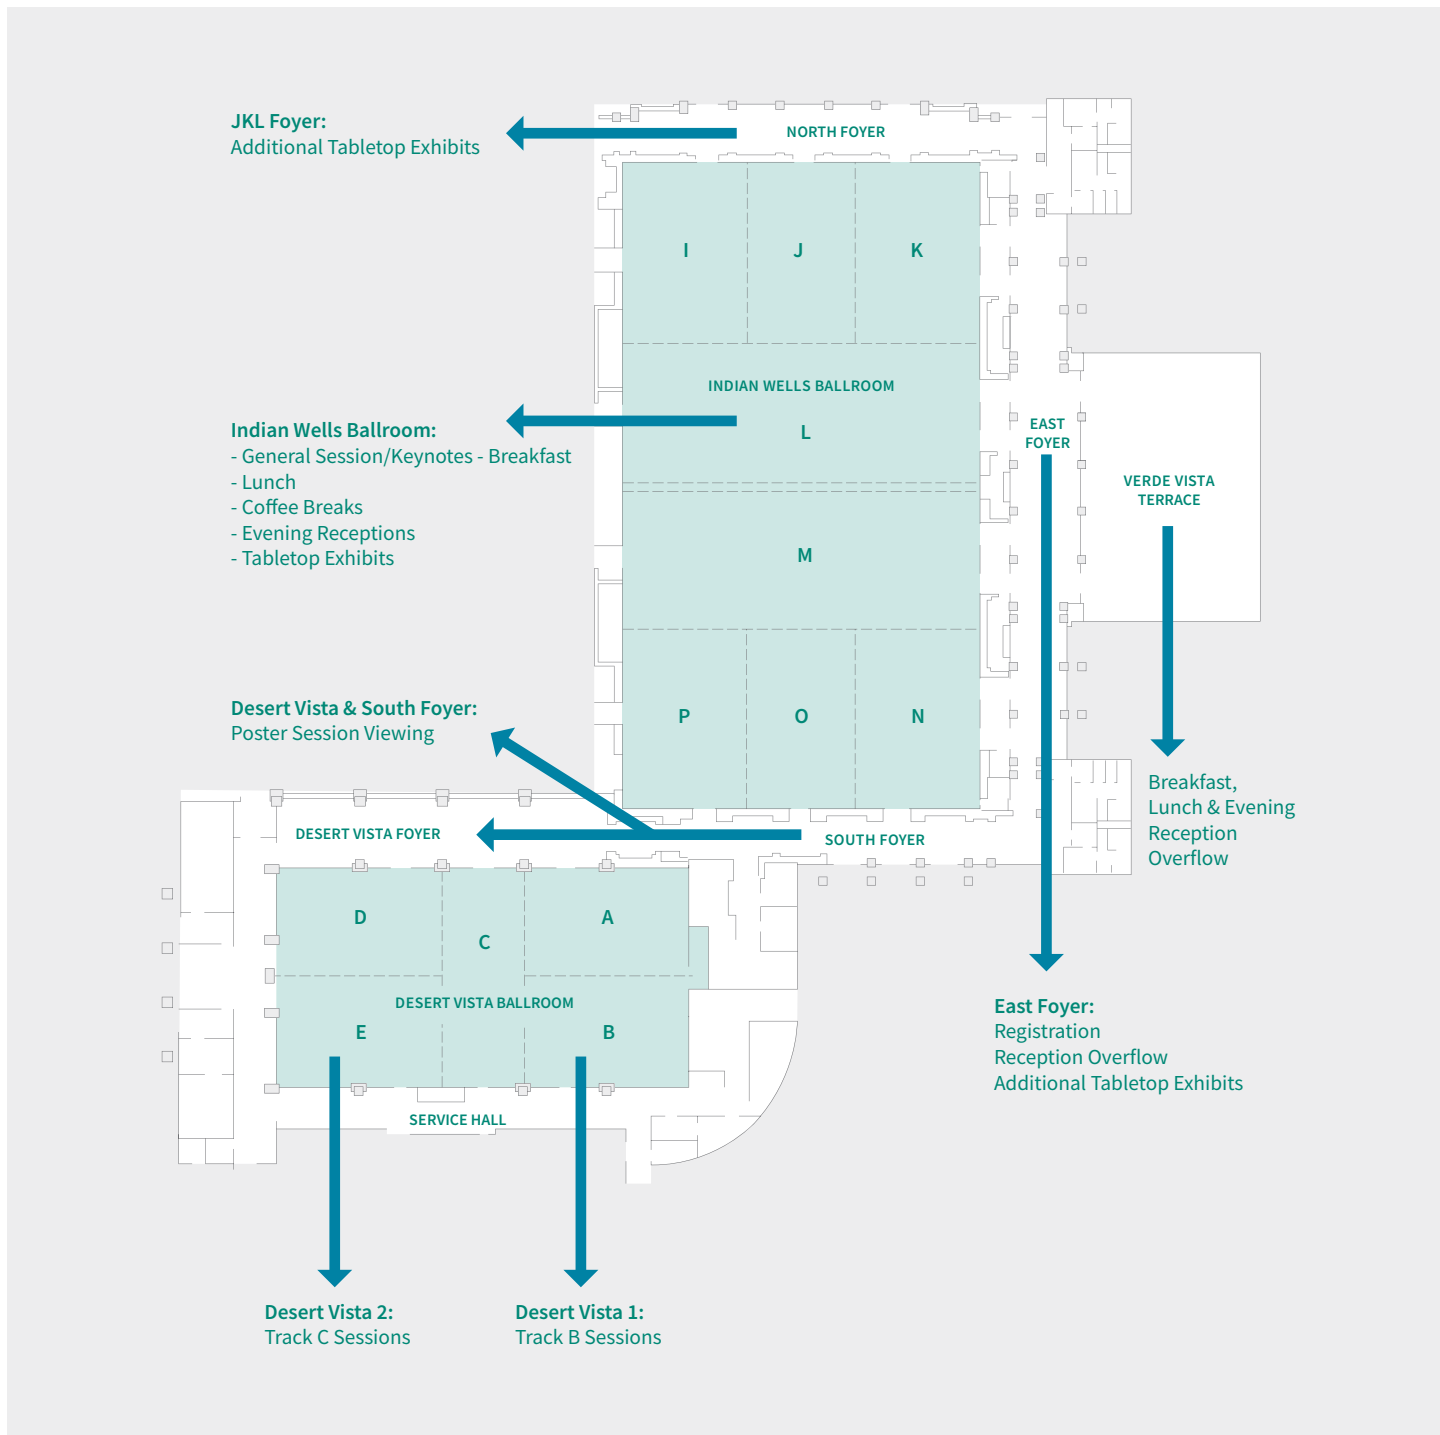 JKL Foyer:
Additional Tabletop Exhibits
NORTH FOYER
I
J
K
INDIAN WELLS BALLROOM
L
Indian Wells Ballroom:
- General Session/Keynotes - Breakfast
- Lunch
- Coffee Breaks
- Evening Receptions
- Tabletop Exhibits
EAST
FOYER
VERDE VISTA
TERRACE
M
P
O
N
Desert Vista & South Foyer:
Poster Session Viewing
Breakfast,
Lunch & Evening
Reception
Overflow
DESERT VISTA FOYER
SOUTH FOYER
D
C
A
DESERT VISTA BALLROOM
E
B
East Foyer:
Registration
Reception Overflow
Additional Tabletop Exhibits
SERVICE HALL
Desert Vista 2:
Track C Sessions
Desert Vista 1:
Track B Sessions